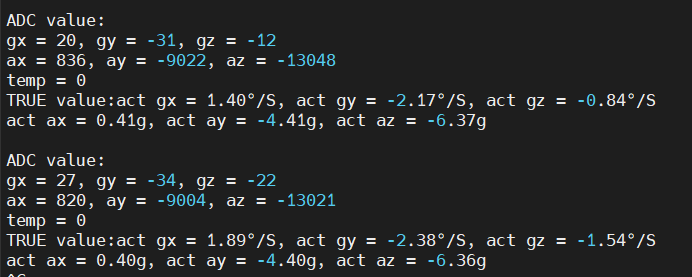 ADC value:
gx = 20, gy = -31, gz = -12
ax = 836, ay = -9022, az = -13048
temp = 0
TRUE value:act gx = 1.40°/S, act gy = -2.17°/S, act gz = -0.84°/S
act ax = 0.41g, act ay = -4.41g, act az = -6.37g
ADC value:
gx = 27, gy = -34, gz = -22
ax = 820, ay = -9004, az = -13021
temp = 0
TRUE value:act gx = 1.89°/S, act gy = -2.38°/S, act gz = -1.54°/S
act ax = 0.40g, act ay = -4.40g, act az = -6.36g